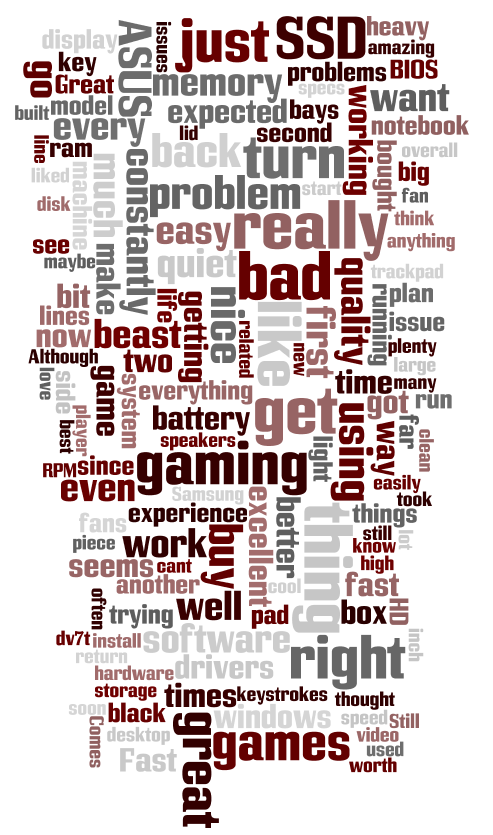 display
ASUS
issues
just
SSD
heavy
amazing
key
go
Great
memory
problems
BIOS
specs
built
model
expected
bays
working
want
every
lid
second
notebook
line
ram
constantly
back
turn
bought
overall
liked
machine
much
problem
start
big
disk
fan
easy
really
think
see
anything
maybe
make
quiet
bad
quality
trackpad
bit
life
getting
nice
like
first
running
plan
lines
issue
now
beast
related
plenty
Although
two
new
large
love
side
game
system
everything
time
many
best
player
battery
get
using
got
run
speakers
way
far
clean
RPM
since
gaming
light
easily
even
Samsung
took
fans
experience
excellent
better
thing
things
piece
work
buy
still
lot
know
seems
cant
high
another
cool
fast
often
trying
well
pad
box
HD
dv7t
install
software
right
inch
return
drivers
hardware
storage
times
keystrokes
thought
soon
black
great
windows
speed
Still
Comes
desktop
games
video
used
Fast
worth